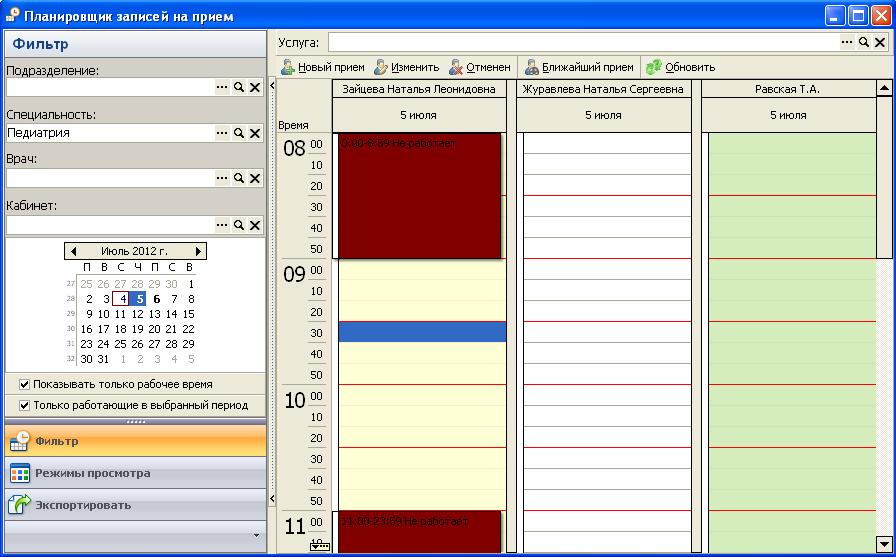 Планировщик записей на прием
Фильтр
Подразделение:
Специальность:
Педиатрия
Врач:
Кабинет:
Июль 2012 г.
П В С Ч П С В
27 25 26 27 28 29 30 1
28 2 3 4 5 6 7 8
29 9 10 11 12 13 14 15
30 16 17 18 19 20 21 22
31 23 24 25 26 27 28 29
32 30 31 1 2 3 4 5
Показывать только рабочее время
Только работающие в выбранный период
Фильтр
Режимы просмотра
Экспортировать
Услуга:
Новый прием Изменить Отменен Ближайший прием Обновить
Зайцева Наталья Леонидовна Журавлева Наталья Сергеевна Равская Т.А.
Время 5 июля 5 июля 5 июля
08 00 0:00-8:59 Не работает
10
20
30
40
50
09 00
10
20
30
40
50
10 00
10
20
30
40
50
11 00 11:00-23:59 Не работает
10